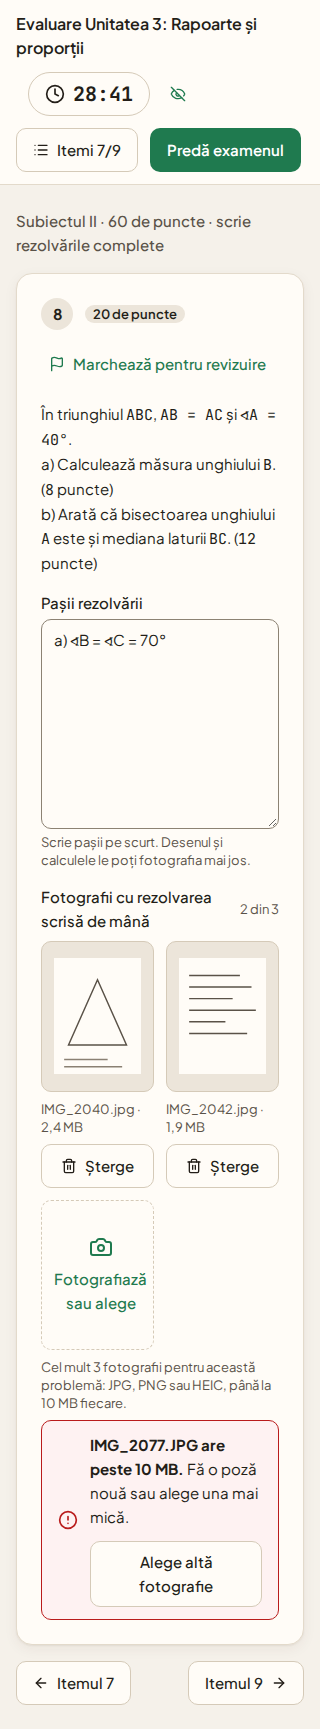 Evaluare Unitatea 3: Rapoarte și
proporții
28:41
Itemi 7/9
Predă examenul
Subiectul II · 60 de puncte · scrie
rezolvările complete
8
20 de puncte
Marchează pentru revizuire
În triunghiul ABC, AB = AC și ∢A =
40°.
a) Calculează măsura unghiului B.
(8 puncte)
b) Arată că bisectoarea unghiului
A este și mediana laturii BC. (12
puncte)
Pașii rezolvării
a) ∢B = ∢C = 70°
Scrie pașii pe scurt. Desenul și
calculele le poți fotografia mai jos.
Fotografii cu rezolvarea
scrisă de mână
2 din 3
IMG_2040.jpg ·
2,4 MB
IMG_2042.jpg ·
1,9 MB
Șterge
Șterge
Fotografiază
sau alege
Cel mult 3 fotografii pentru această
problemă: JPG, PNG sau HEIC, până la
10 MB fiecare.
IMG_2077.JPG are
peste 10 MB. Fă o poză
nouă sau alege una mai
mică.
Alege altă
fotografie
Itemul 7
Itemul 9